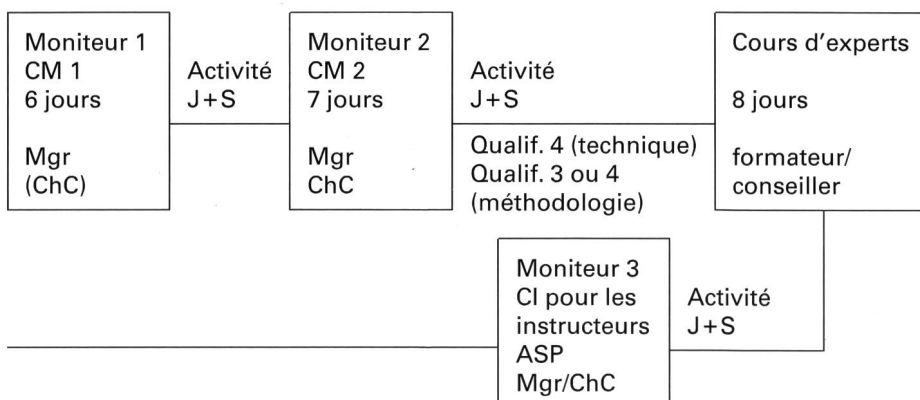 Moniteur 1
CM 1
6 jours
Mgr
(ChC)
Activité
J+S
Moniteur 2
CM 2
7 jours
Mgr
ChC
Activité
J+S
Qualif. 4 (technique)
Qualif. 3 ou 4
(méthodologie)
Cours d'experts
8 jours
formateur/
conseiller
Moniteur 3
CI pour les
instructeurs
ASP
Mgr/ChC
Activité
J+S